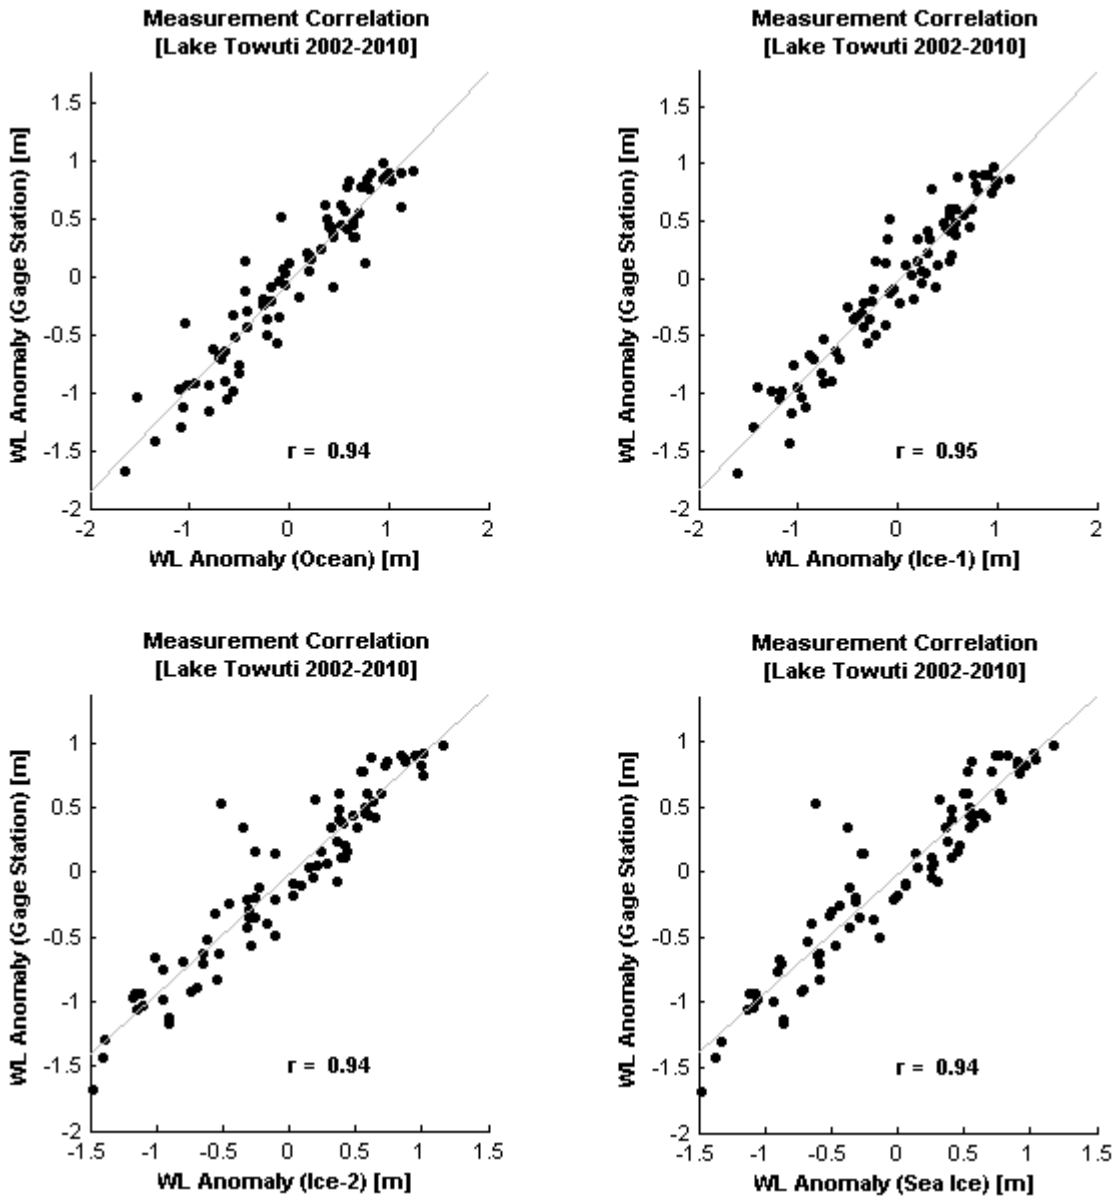 Measurement Correlation
[Lake Towuti 2002-2010]
WL Anomaly (Gage Station) [m]
1.5
1
0.5
0
-0.5
-1
-1.5
-2
r = 0.94
-2 -1 0 1 2
WL Anomaly (Ocean) [m]
Measurement Correlation
[Lake Towuti 2002-2010]
WL Anomaly (Gage Station) [m]
1.5
1
0.5
0
-0.5
-1
-1.5
-2
r = 0.95
-2 -1 0 1 2
WL Anomaly (Ice-1) [m]
Measurement Correlation
[Lake Towuti 2002-2010]
WL Anomaly (Gage Station) [m]
1
0.5
0
-0.5
-1
-1.5
-2
r = 0.94
-1.5 -1 -0.5 0 0.5 1 1.5
WL Anomaly (Ice-2) [m]
Measurement Correlation
[Lake Towuti 2002-2010]
WL Anomaly (Gage Station) [m]
1
0.5
0
-0.5
-1
-1.5
-2
r = 0.94
-1.5 -1 -0.5 0 0.5 1 1.5
WL Anomaly (Sea Ice) [m]